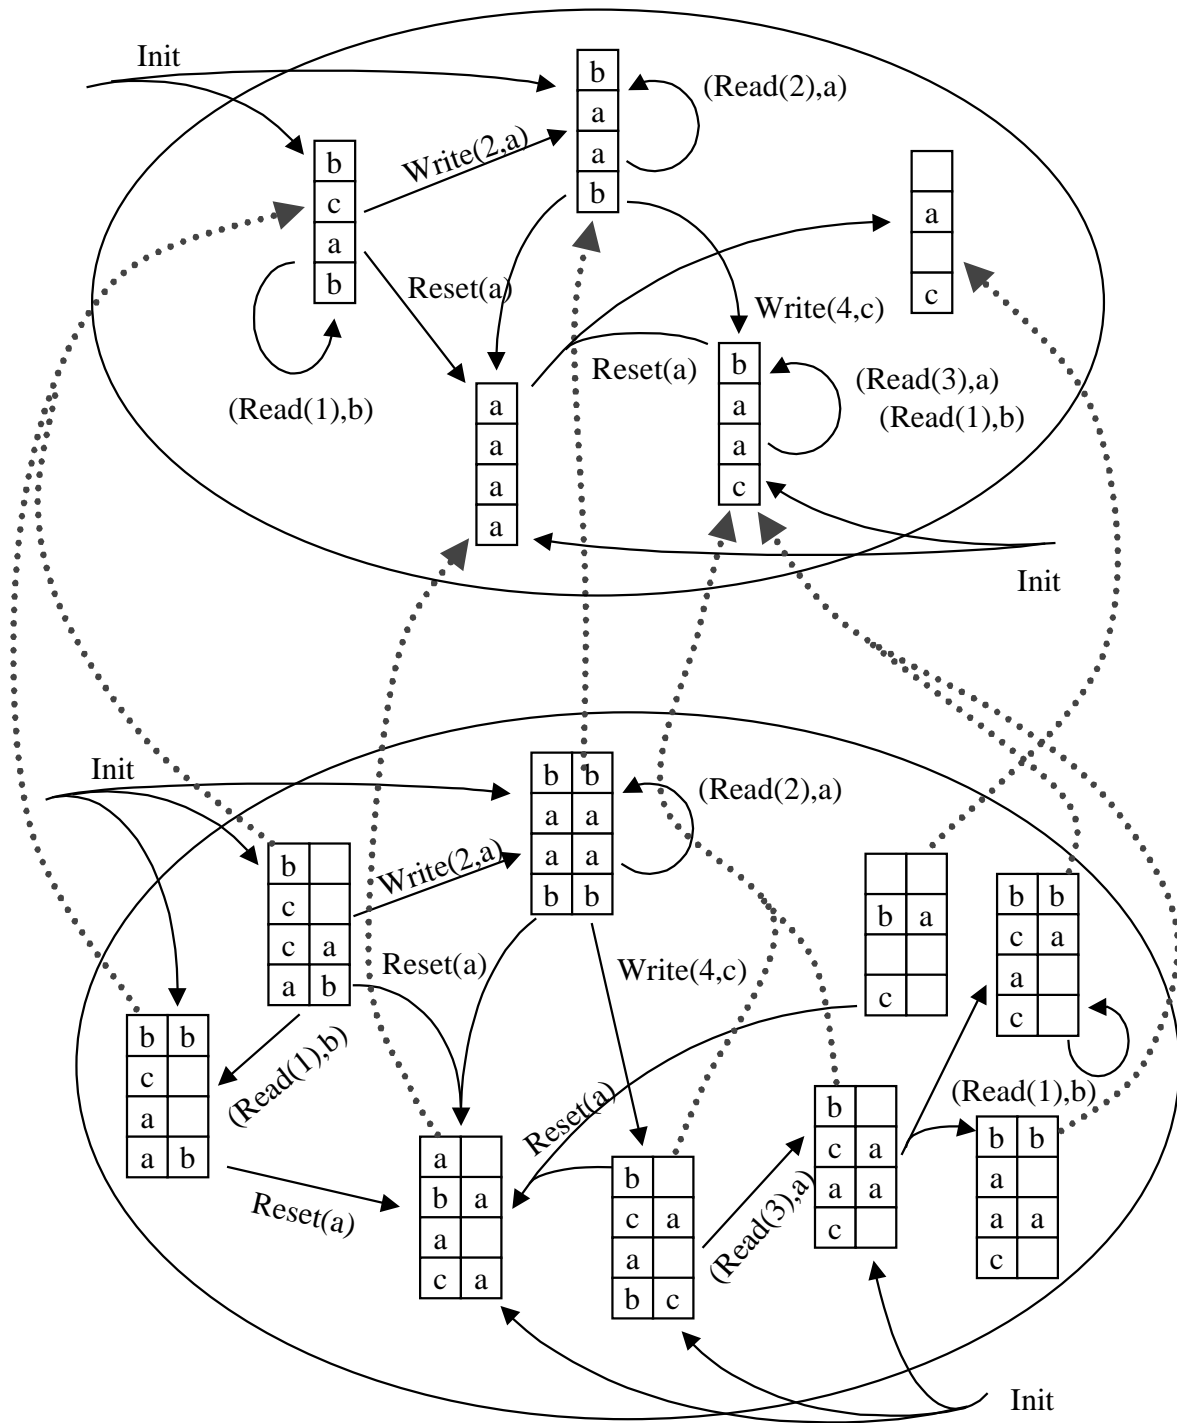 Init
b
a
a
b
(Read(2),a)
Write(2,a)
b
c
a
b
a
c
Reset(a)
Write(4,c)
Reset(a)
b
a
a
c
(Read(3),a)
(Read(1),b)
(Read(1),b)
a
a
a
a
Init
Init
b b
a a
a a
b b
(Read(2),a)
Write(2,a)
b
c
c a
a b
b a
c
b b
c a
a
c
Reset(a)
Write(4,c)
b b
c
a
a b
(Read(1),b)
Reset(a)
(Read(1),b)
b
c a
a a
c
b b
a
a a
c
a
b a
a
c a
b
c a
a
b c
(Read(3),a)
Reset(a)
Init